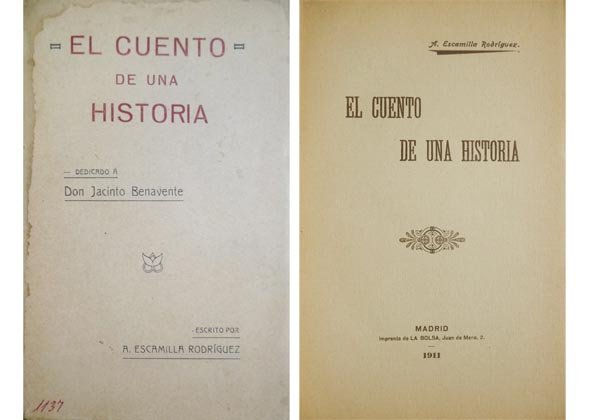 EL CUENTO
DE UNA
HISTORIA
DEDICADO A
Don Jacinto Benavente
ESCRITO POR
A. ESCAMILLA RODRÍGUEZ
1137
A. Escamilla Rodríguez.
EL CUENTO
DE UNA HISTORIA
MADRID
Imprenta de LA BOLSA, Juan de Mena, 2.
1911